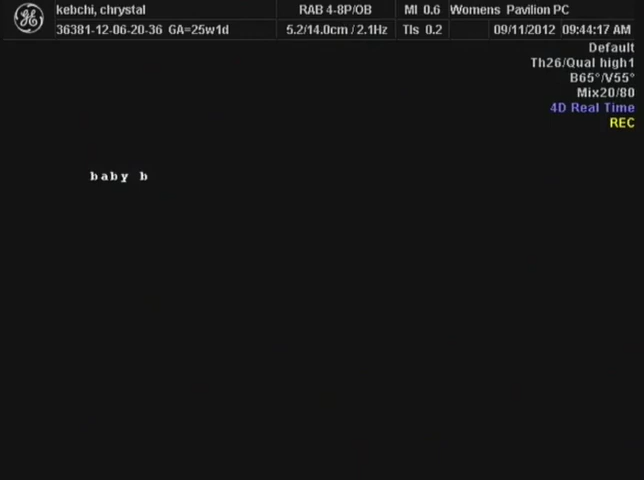 kebchi, chrystal RAB 4-8P/OB MI 0.6 Womens Pavilion PC
36381-12-06-20-36 GA=25w1d 5.2/14.0cm / 2.1Hz TIs 0.2 09/11/2012 09:44:17 AM
Default
Th26/Qual high1
B65°/V55°
Mix20/80
4D Real Time
REC
baby b